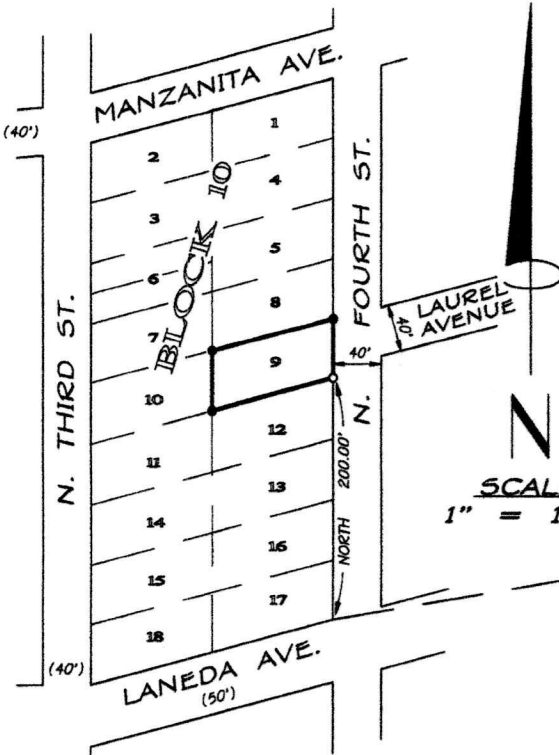 MANZANITA AVE.
(40')
1
2
4
3
5
6
8
7
9
10
12
11
13
14
16
15
17
18
BLOCK 10
N. THIRD ST.
N. FOURTH ST.
LAUREL
AVENUE
40'
40'
NORTH 200.00'
N
SCAL
1" = 1
(40')
LANEDA AVE.
(50')